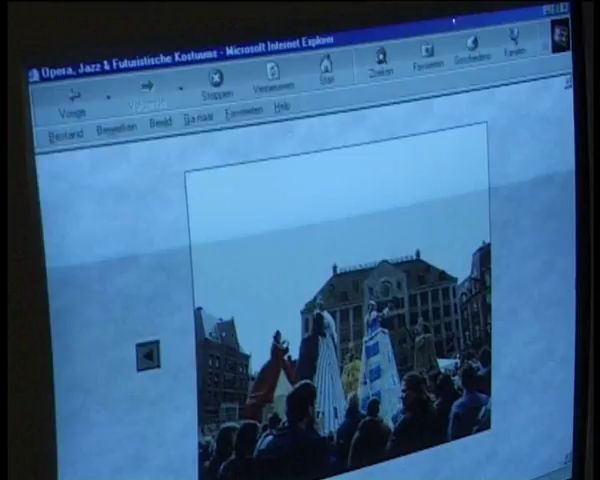 Opera, Jazz & Futuristische Kostuums - Microsoft Internet Explorer
Vorige Stoppen Vernieuwen Start Zoeken Favorieten Geschiedenis
Bestand Bewerken Beeld Ga naar Favorieten Help